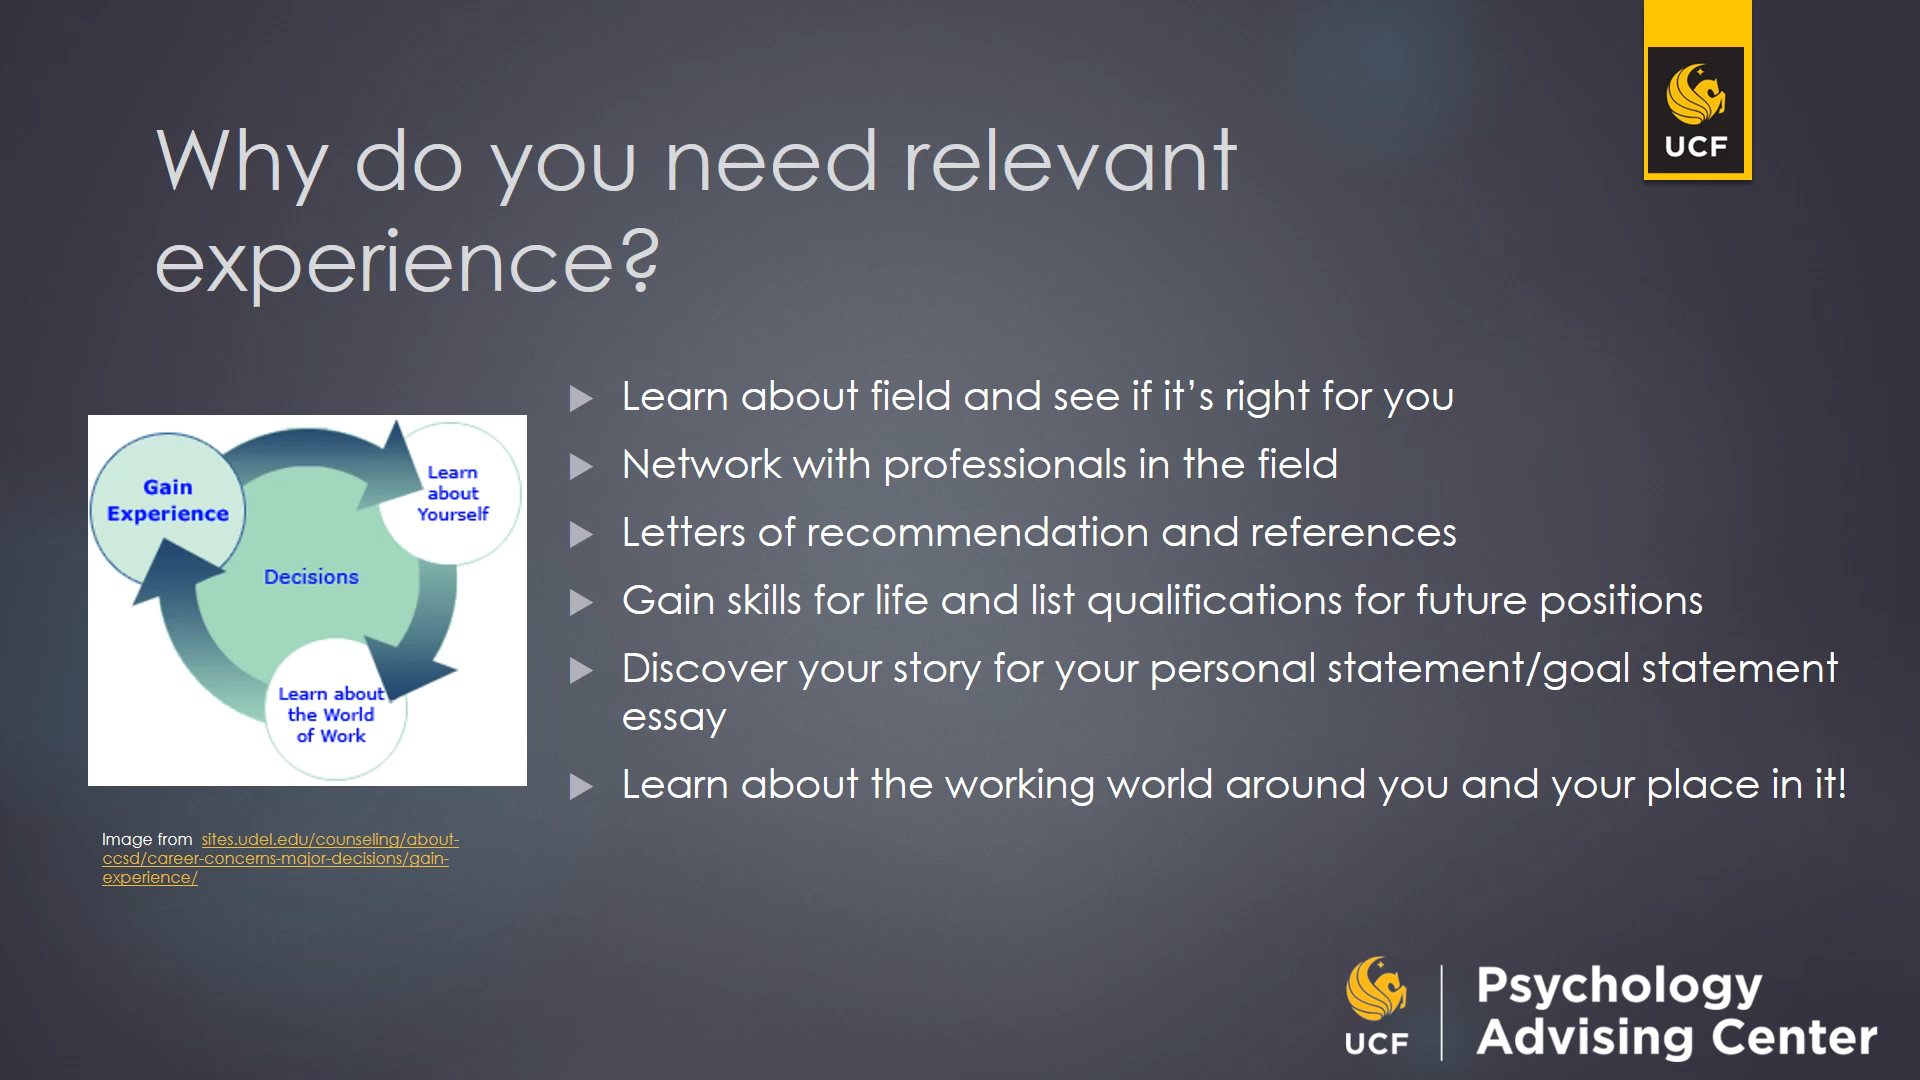 UCF
Why do you need relevant
experience?
Gain
Experience
Learn
about
Yourself
Decisions
Learn about
the World
of Work
Image from sites.udel.edu/counseling/about-
ccsd/career-concerns-major-decisions/gain-
experience/
Learn about field and see if it’s right for you
Network with professionals in the field
Letters of recommendation and references
Gain skills for life and list qualifications for future positions
Discover your story for your personal statement/goal statement
essay
Learn about the working world around you and your place in it!
UCF
Psychology
Advising Center